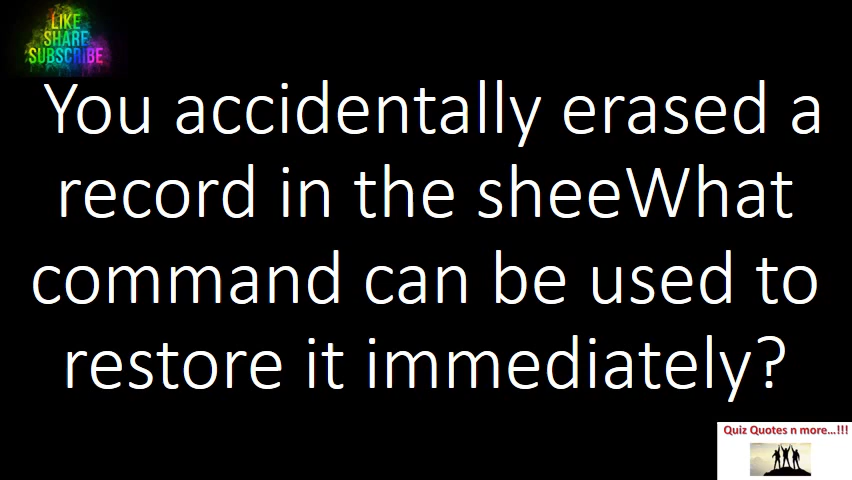 LIKE
SHARE
SUBSCRIBE
You accidentally erased a
record in the sheeWhat
command can be used to
restore it immediately?
Quiz Quotes n more...!!!